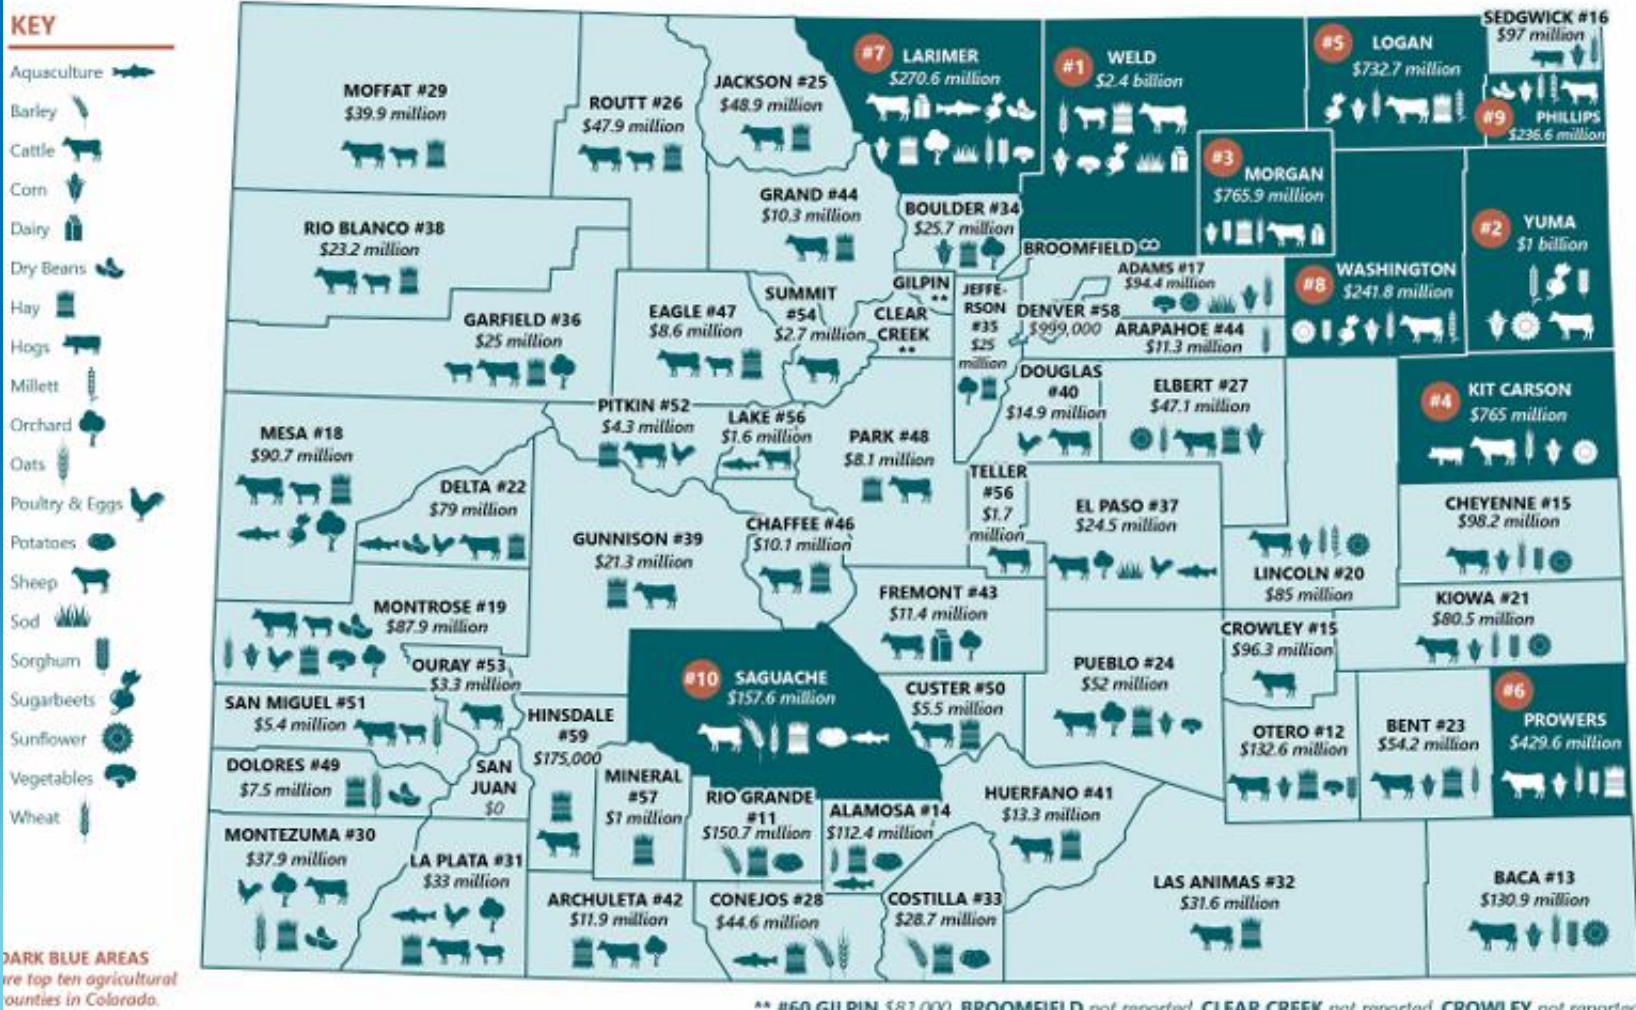 KEY
Aquaculture
Barley
Cattle
Corn
Dairy
Dry Beans
Hay
Hogs
Millett
Orchard
Oats
Poultry & Eggs
Potatoes
Sheep
Sod
Sorghum
Sugarbeets
Sunflower
Vegetables
Wheat
DARK BLUE AREAS
are top ten agricultural
counties in Colorado.
MOFFAT #29
$39.9 million
ROUTT #26
$47.9 million
JACKSON #25
$48.9 million
#7 LARIMER
$270.6 million
#1 WELD
$2.4 billion
#5 LOGAN
$732.7 million
SEDGWICK #16
$97 million
#9 PHILLIPS
$236.6 million
#3 MORGAN
$765.9 million
RIO BLANCO #38
$23.2 million
GRAND #44
$10.3 million
BOULDER #34
$25.7 million
BROOMFIELD
#2 YUMA
$1 billion
GARFIELD #36
$25 million
EAGLE #47
$8.6 million
SUMMIT
#54
$2.7 million
GILPIN
**
CLEAR
CREEK
**
JEFFE-
RSON
#35
$25
million
ADAMS #17
$94.4 million
DENVER #58
$999,000
ARAPAHOE #44
$11.3 million
#8 WASHINGTON
$241.8 million
MESA #18
$90.7 million
PITKIN #52
$4.3 million
LAKE #56
$1.6 million
PARK #48
$8.1 million
DOUGLAS
#40
$14.9 million
ELBERT #27
$47.1 million
#4 KIT CARSON
$765 million
DELTA #22
$79 million
GUNNISON #39
$21.3 million
CHAFFEE #46
$10.1 million
TELLER
#56
$1.7
million
EL PASO #37
$24.5 million
LINCOLN #20
$85 million
CHEYENNE #15
$98.2 million
MONTROSE #19
$87.9 million
FREMONT #43
$11.4 million
CROWLEY #15
$96.3 million
KIOWA #21
$80.5 million
OURAY #53
$3.3 million
#10 SAGUACHE
$157.6 million
CUSTER #50
$5.5 million
PUEBLO #24
$52 million
OTERO #12
$132.6 million
BENT #23
$54.2 million
#6 PROWERS
$429.6 million
SAN MIGUEL #51
$5.4 million
DOLORES #49
$7.5 million
SAN
JUAN
$0
HINSDALE
#59
$175,000
MINERAL
#57
$1 million
RIO GRANDE
#11
$150.7 million
ALAMOSA #14
$112.4 million
HUERFANO #41
$13.3 million
MONTEZUMA #30
$37.9 million
LA PLATA #31
$33 million
ARCHULETA #42
$11.9 million
CONEJOS #28
$44.6 million
COSTILLA #33
$28.7 million
LAS ANIMAS #32
$31.6 million
BACA #13
$130.9 million
** #60 GILPIN $82,000, BROOMFIELD not reported, CLEAR CREEK not reported, CROWLEY not reported